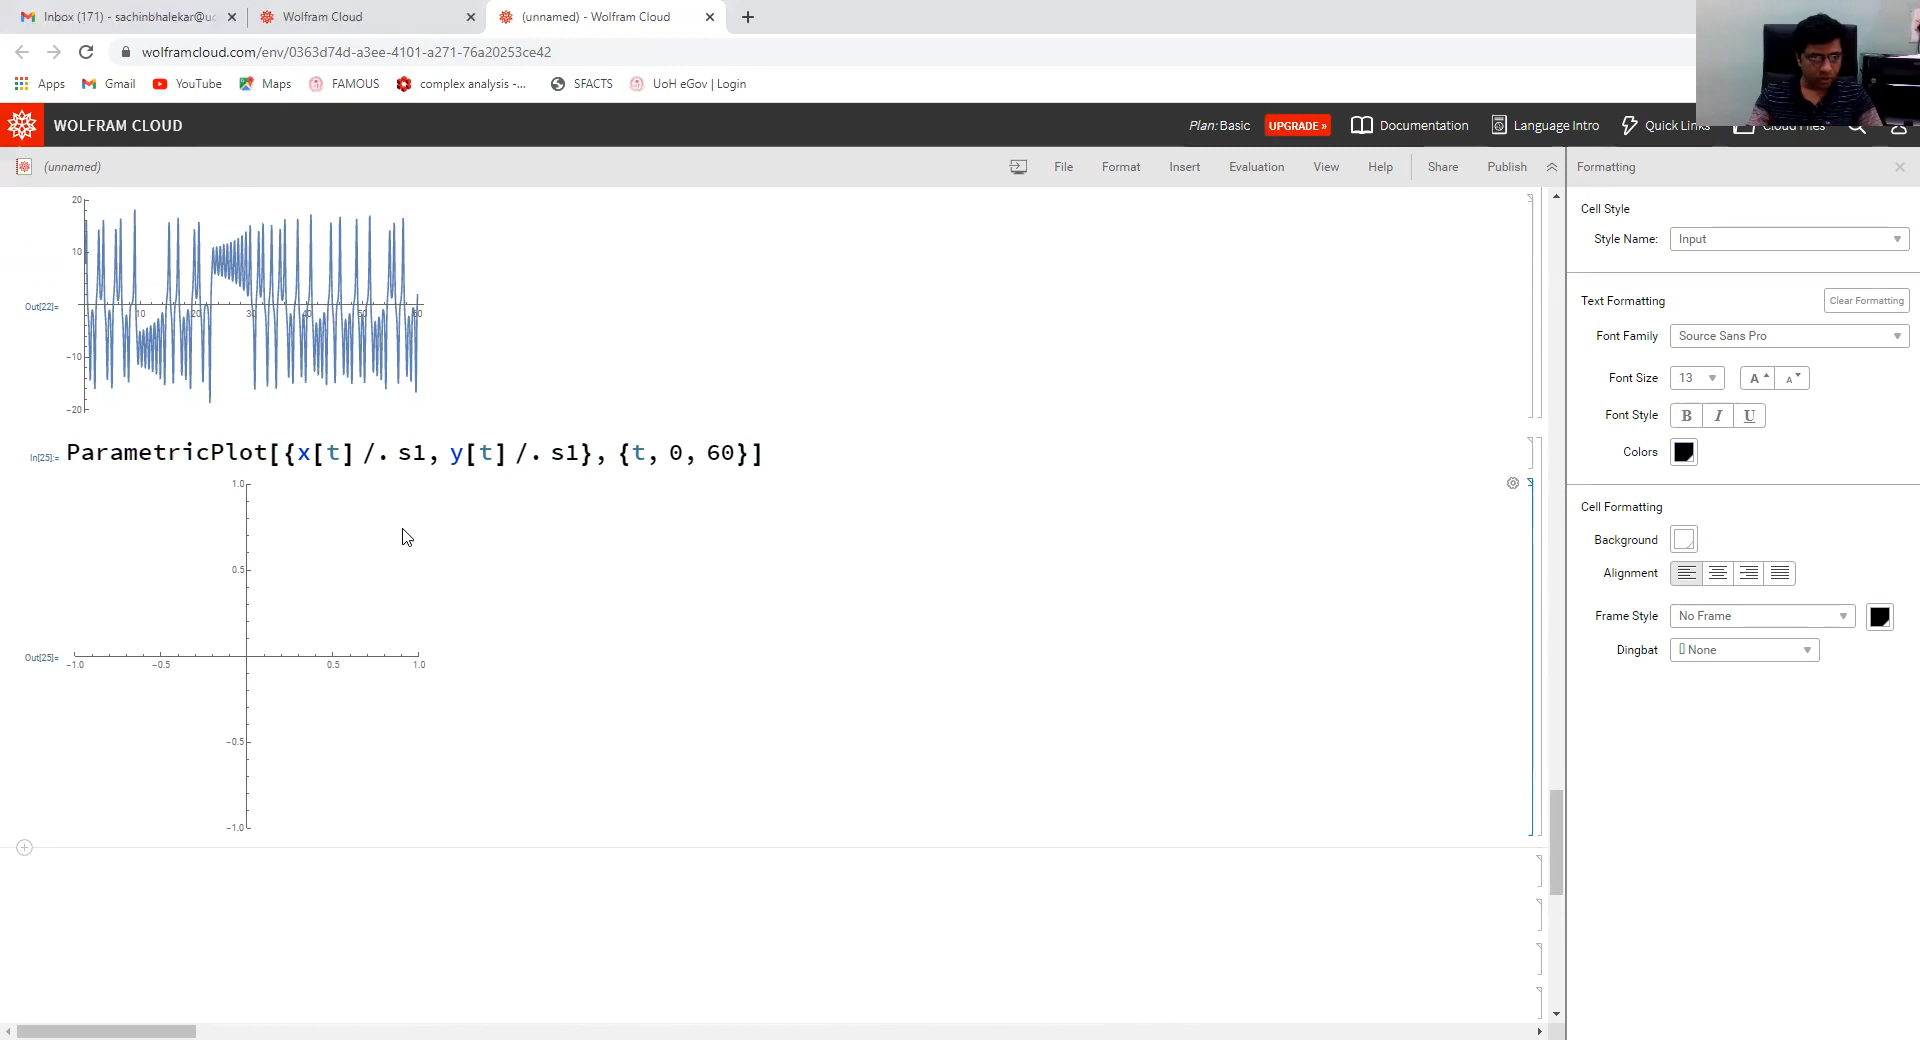 Inbox (171) - sachinbhalekar@u
Wolfram Cloud
(unnamed) - Wolfram Cloud
wolframcloud.com/env/0363d74d-a3ee-4101-a271-76a20253ce42
Apps Gmail YouTube Maps FAMOUS complex analysis -... SFACTS UoH eGov | Login
WOLFRAM CLOUD
Plan: Basic UPGRADE » Documentation Language Intro Quick Links Cloud Files
(unnamed)
File Format Insert Evaluation View Help Share Publish
Formatting
20
10
Out[22]=
10 20 30 40 50 60
-10
-20
In[25]:= ParametricPlot[{x[t] /. s1, y[t] /. s1}, {t, 0, 60}]
1.0
0.5
Out[25]=
-1.0 -0.5 0.5 1.0
-0.5
-1.0
Cell Style
Style Name: Input
Text Formatting Clear Formatting
Font Family Source Sans Pro
Font Size 13 A A
Font Style B I U
Colors
Cell Formatting
Background
Alignment
Frame Style No Frame
Dingbat None